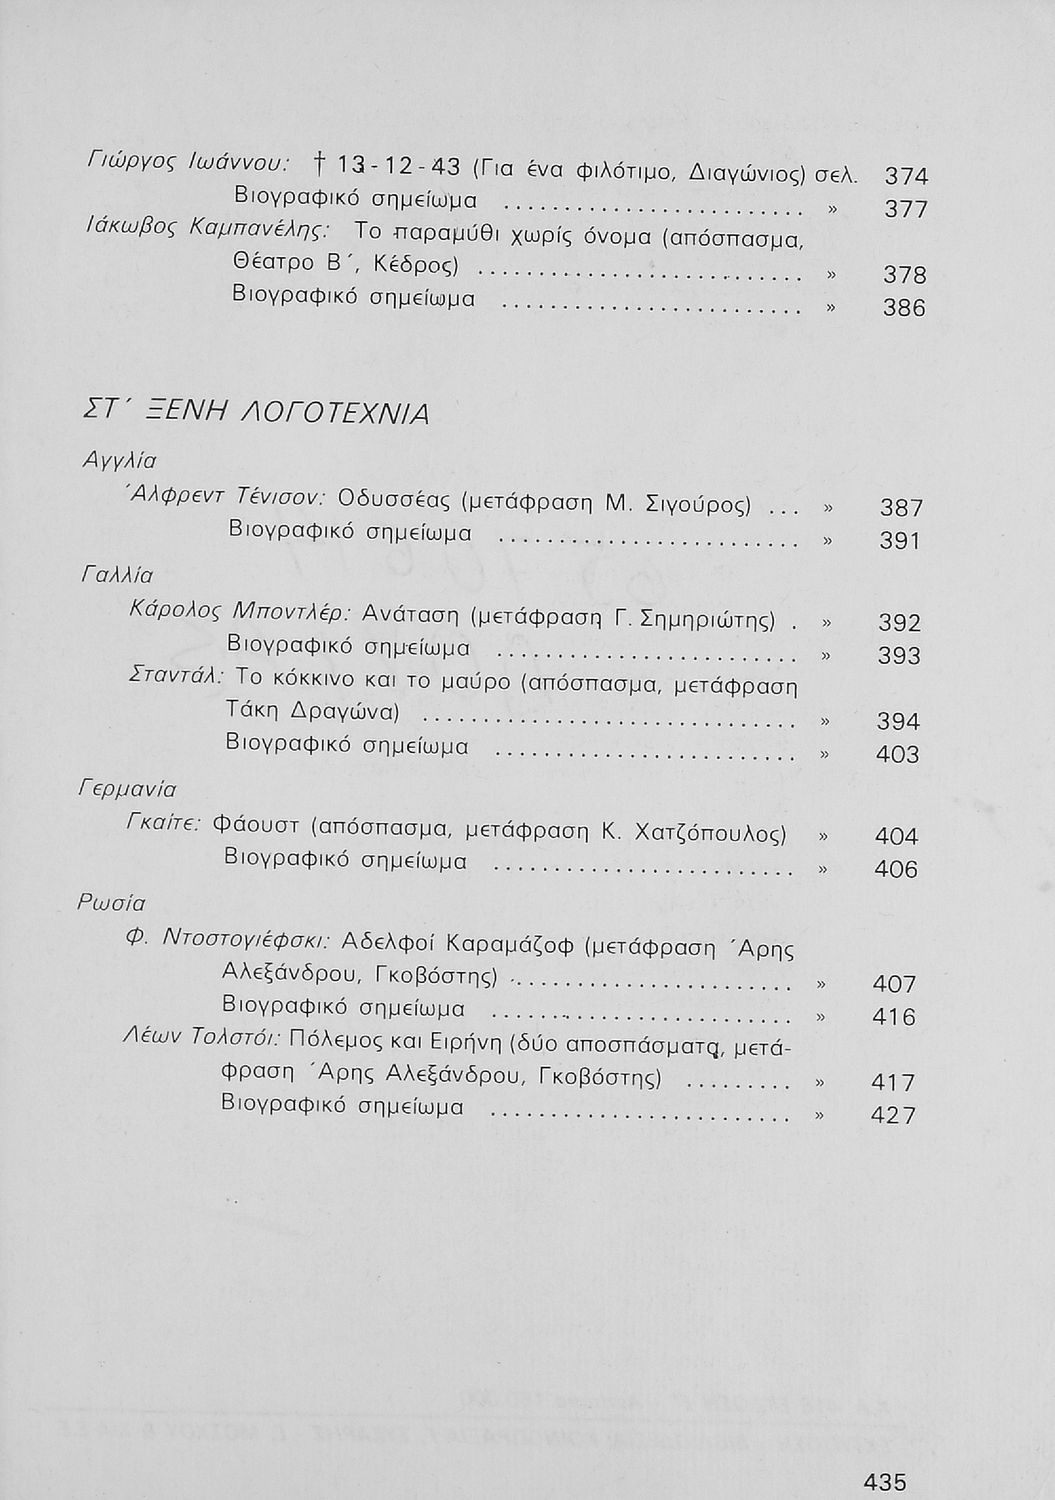 Γιώργος Ιωάννου: † 13-12-43 (Για ένα φιλότιμο, Διαγώνιος) σελ. 374
Βιογραφικό σημείωμα ......................... » 377
Ιάκωβος Καμπανέλης: Το παραμύθι χωρίς όνομα (απόσπασμα,
Θέατρο Β΄, Κέδρος) ........................... » 378
Βιογραφικό σημείωμα ......................... » 386
ΣΤ΄ ΞΕΝΗ ΛΟΓΟΤΕΧΝΙΑ
Αγγλία
Άλφρεντ Τένισον: Οδυσσέας (μετάφραση Μ. Σιγούρος) ... » 387
Βιογραφικό σημείωμα ......................... » 391
Γαλλία
Κάρολος Μποντλέρ: Ανάταση (μετάφραση Γ. Σημηριώτης) . » 392
Βιογραφικό σημείωμα ......................... » 393
Σταντάλ: Το κόκκινο και το μαύρο (απόσπασμα, μετάφραση
Τάκη Δραγώνα) ............................... » 394
Βιογραφικό σημείωμα ......................... » 403
Γερμανία
Γκαίτε: Φάουστ (απόσπασμα, μετάφραση Κ. Χατζόπουλος) » 404
Βιογραφικό σημείωμα ......................... » 406
Ρωσία
Φ. Ντοστογιέφσκι: Αδελφοί Καραμάζοφ (μετάφραση Άρης
Αλεξάνδρου, Γκοβόστης) ........................ » 407
Βιογραφικό σημείωμα ......................... » 416
Λέων Τολστόι: Πόλεμος και Ειρήνη (δύο αποσπάσματα, μετά-
φραση Άρης Αλεξάνδρου, Γκοβόστης) ......... » 417
Βιογραφικό σημείωμα ......................... » 427
435